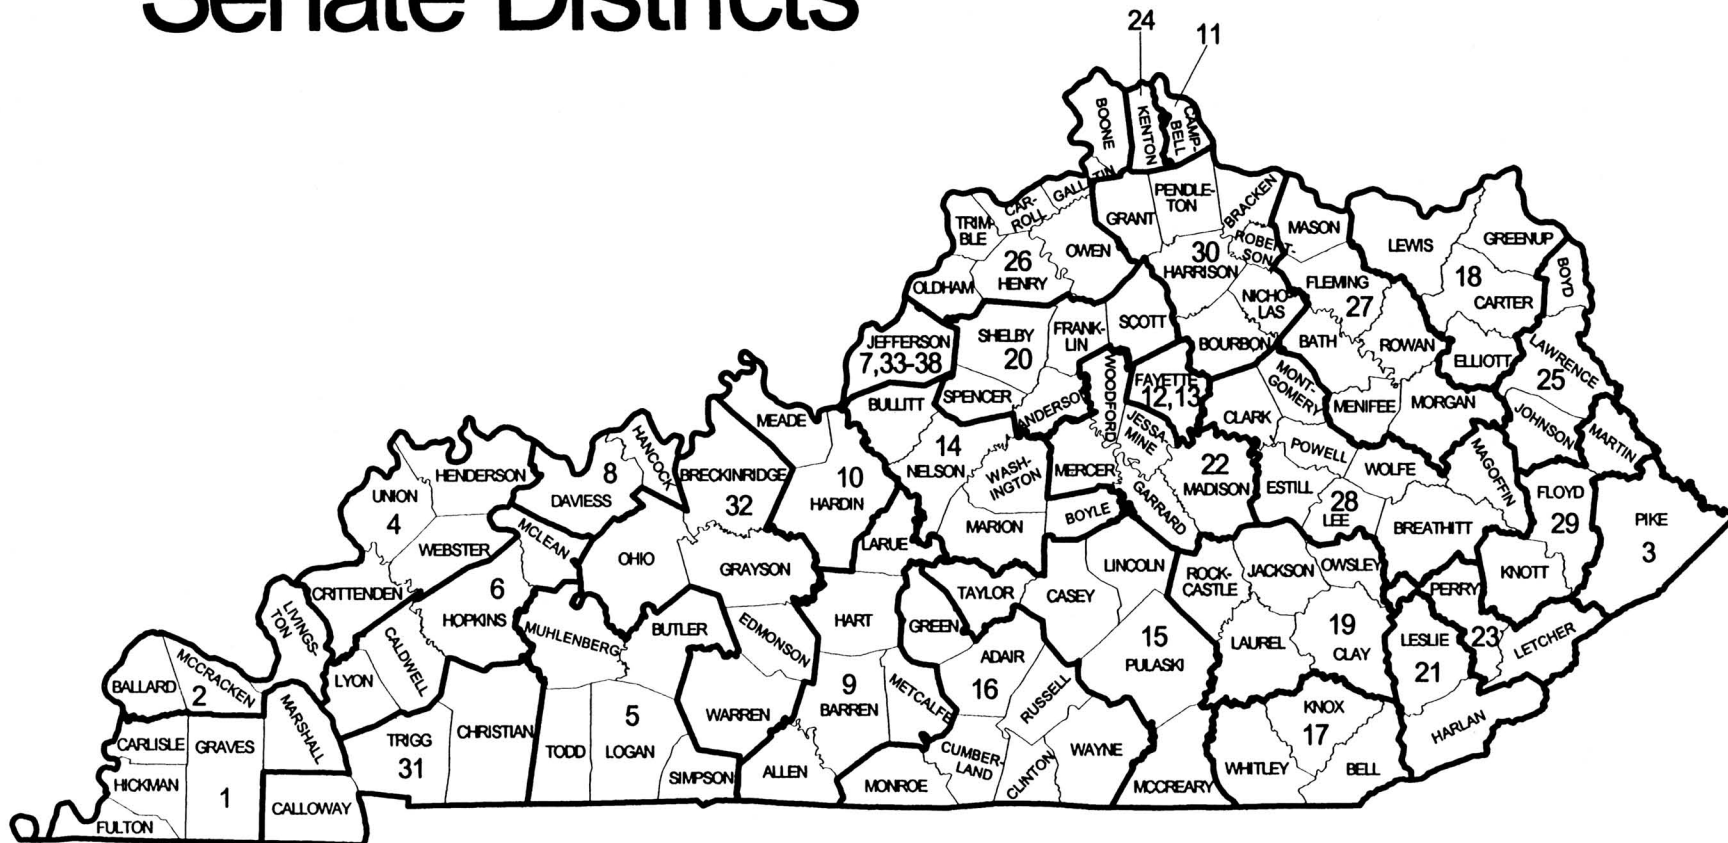 Senate Districts
24
11
BOONE
KENTON
CAMP-
BELL
GALLA
TIN
CAR-
ROLL
TRIM-
BLE
GRANT
PENDLE-
TON
BRACKEN
ROBERT-
SON
MASON
LEWIS
GREENUP
BOYD
OWEN
26
HENRY
OLDHAM
30
HARRISON
NICHO-
LAS
FLEMING
27
18
CARTER
JEFFERSON
7,33-38
SHELBY
20
FRANK-
LIN
SCOTT
BOURBON
BATH
ROWAN
ELLIOTT
LAWRENCE
25
BULLITT
SPENCER
ANDERSON
WOODFORD
FAYETTE
12,13
JESSA-
MINE
CLARK
MONT-
GOMERY
MENIFEE
MORGAN
JOHNSON
MARTIN
MEADE
HANCOCK
BRECKINRIDGE
32
10
HARDIN
14
NELSON
WASH-
INGTON
MERCER
GARRARD
22
MADISON
POWELL
ESTILL
WOLFE
MAGOFFIN
28
LEE
BREATHITT
FLOYD
29
PIKE
3
HENDERSON
UNION
4
WEBSTER
8
DAVIESS
MCLEAN
OHIO
GRAYSON
LARUE
MARION
BOYLE
LINCOLN
ROCK-
CASTLE
JACKSON
OWSLEY
PERRY
KNOTT
CRITTENDEN
LIVINGS-
TON
6
HOPKINS
MUHLENBERG
BUTLER
EDMONSON
HART
GREEN
TAYLOR
CASEY
ADAIR
15
PULASKI
LAUREL
19
CLAY
LESLIE
21
23
LETCHER
HARLAN
BALLARD
MCCRACKEN
2
MARSHALL
LYON
CALDWELL
TRIGG
31
CHRISTIAN
TODD
5
LOGAN
SIMPSON
WARREN
9
BARREN
METCALFE
16
RUSSELL
CUMBER-
LAND
CLINTON
WAYNE
KNOX
17
WHITLEY
BELL
CARLISLE
GRAVES
HICKMAN
1
FULTON
CALLOWAY
ALLEN
MONROE
MCCREARY